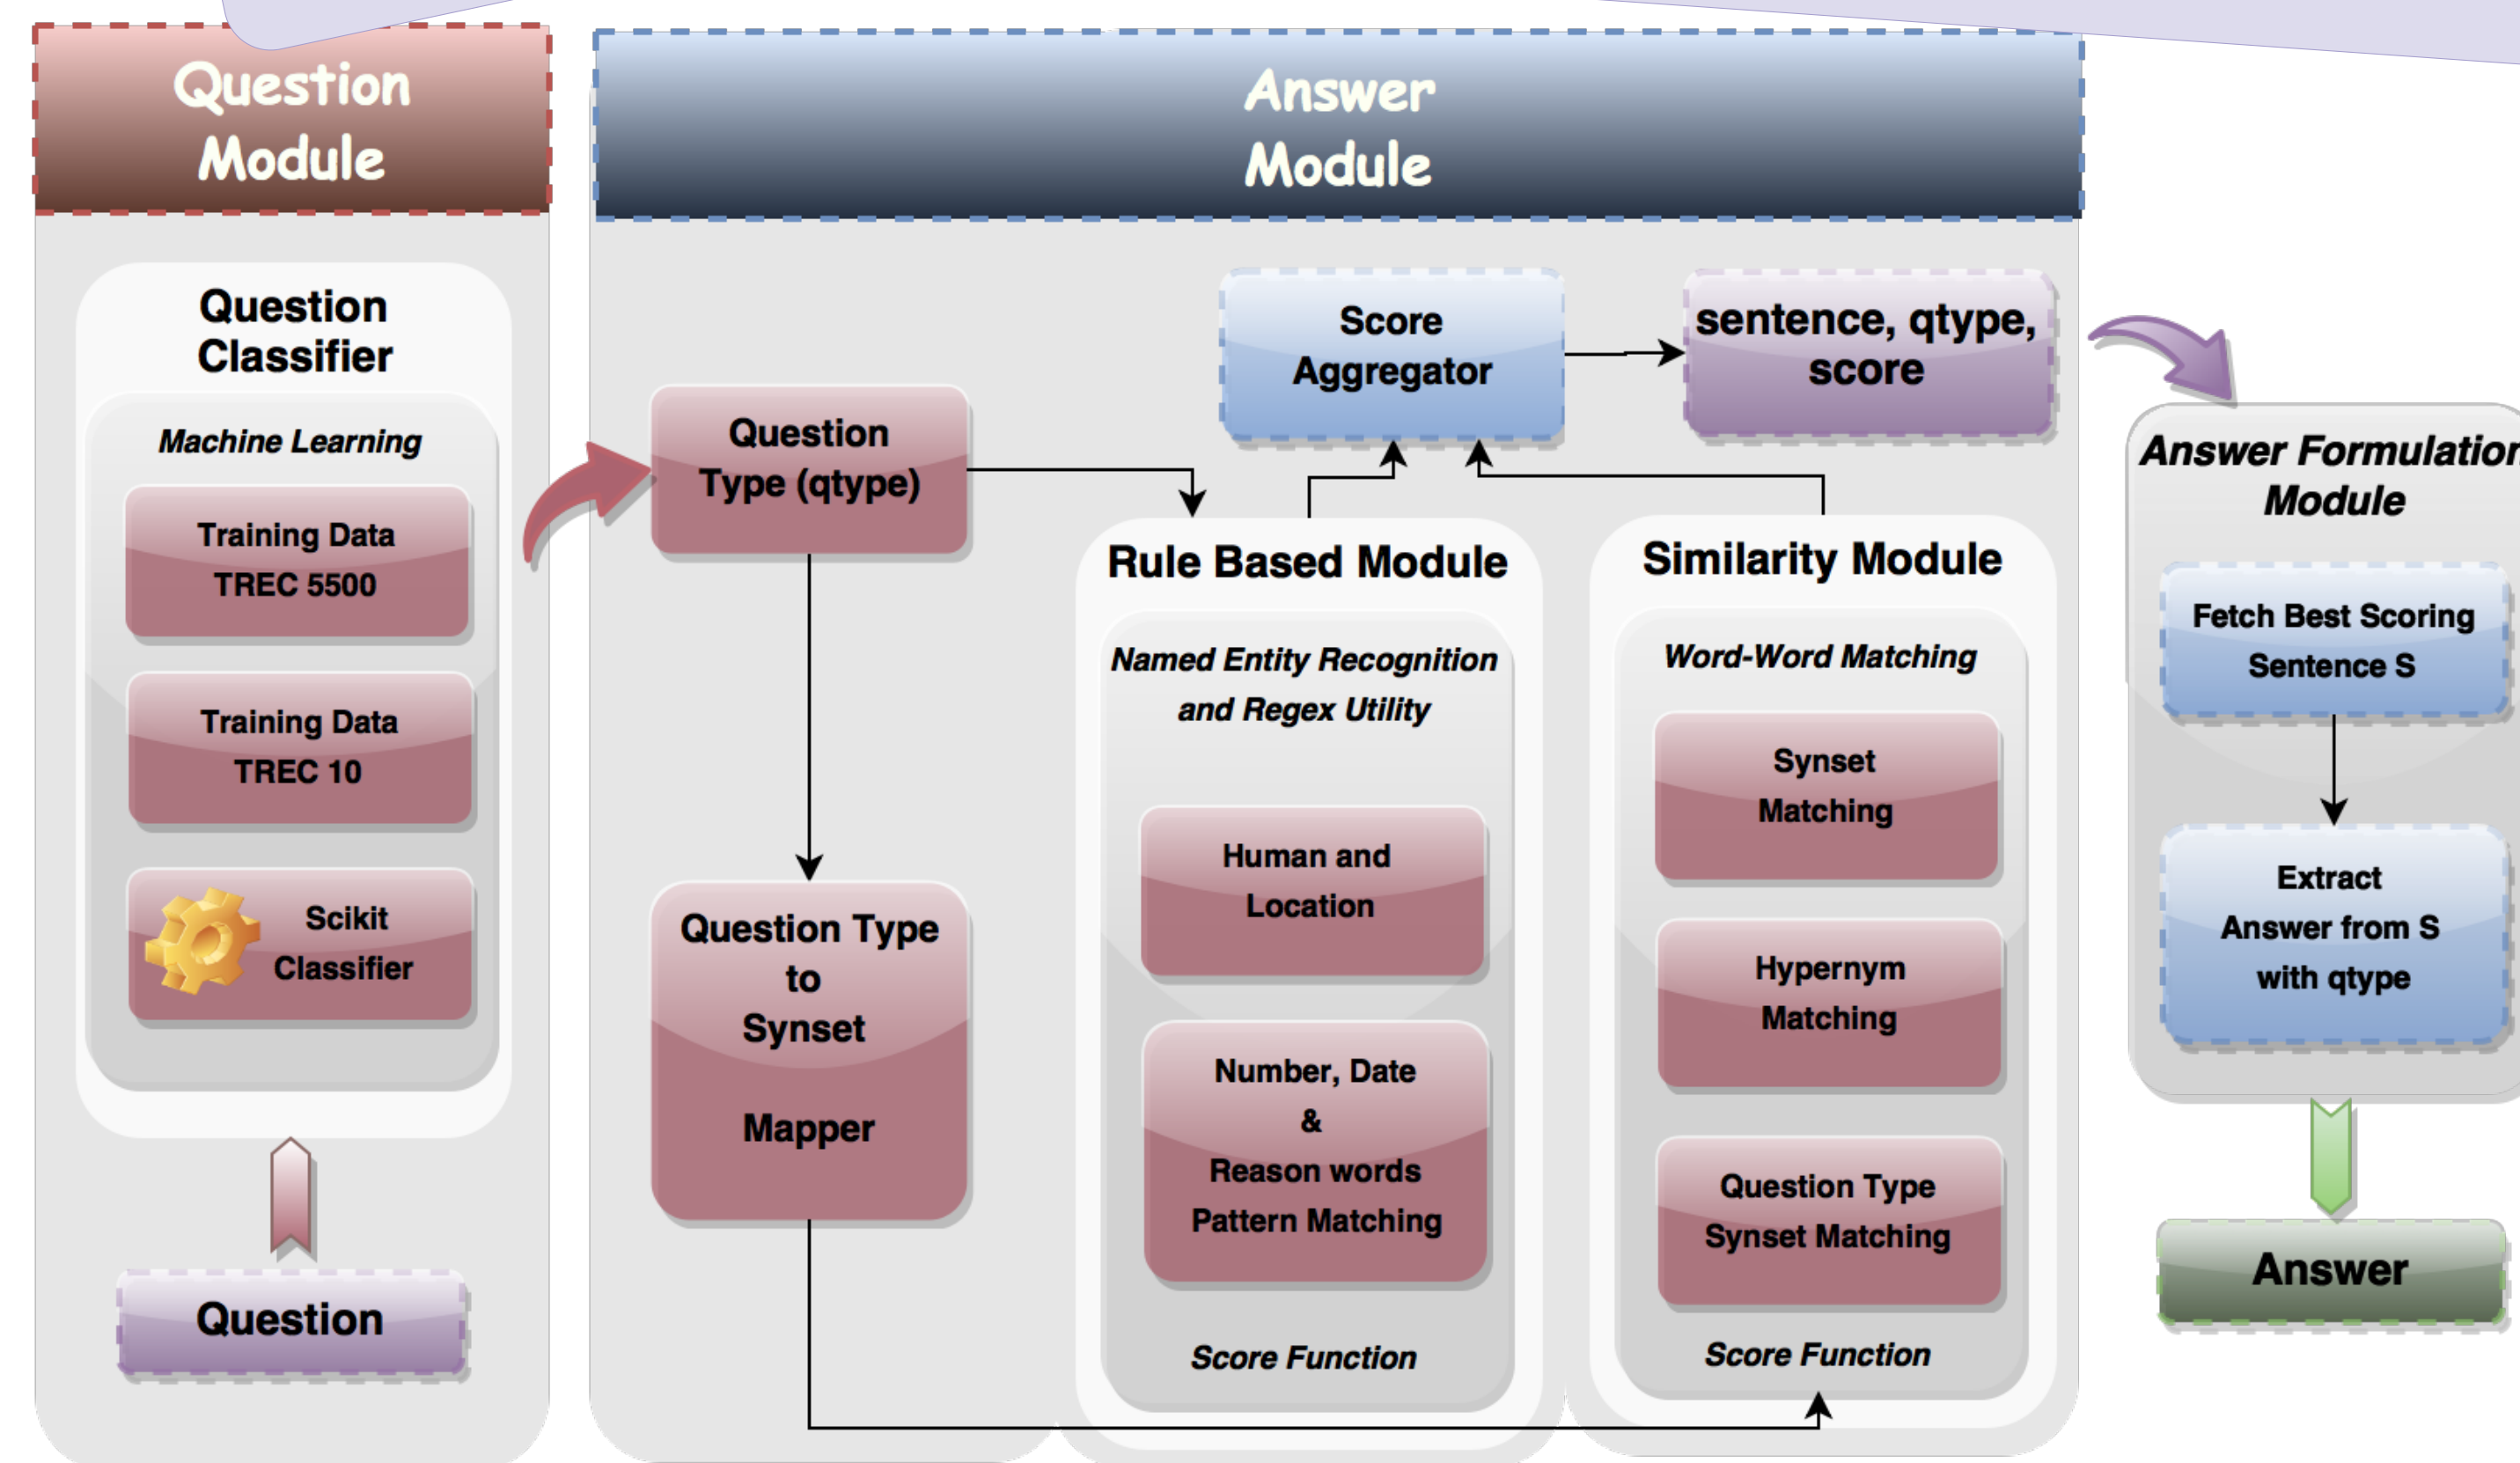 Question
Module
Question
Classifier
Machine Learning
Training Data
TREC 5500
Training Data
TREC 10
Scikit
Classifier
Question
Answer
Module
Question
Type (qtype)
Question Type
to
Synset
Mapper
Score
Aggregator
sentence, qtype,
score
Rule Based Module
Named Entity Recognition
and Regex Utility
Human and
Location
Number, Date
&
Reason words
Pattern Matching
Score Function
Similarity Module
Word-Word Matching
Synset
Matching
Hypernym
Matching
Question Type
Synset Matching
Score Function
Answer Formulation
Module
Fetch Best Scoring
Sentence S
Extract
Answer from S
with qtype
Answer